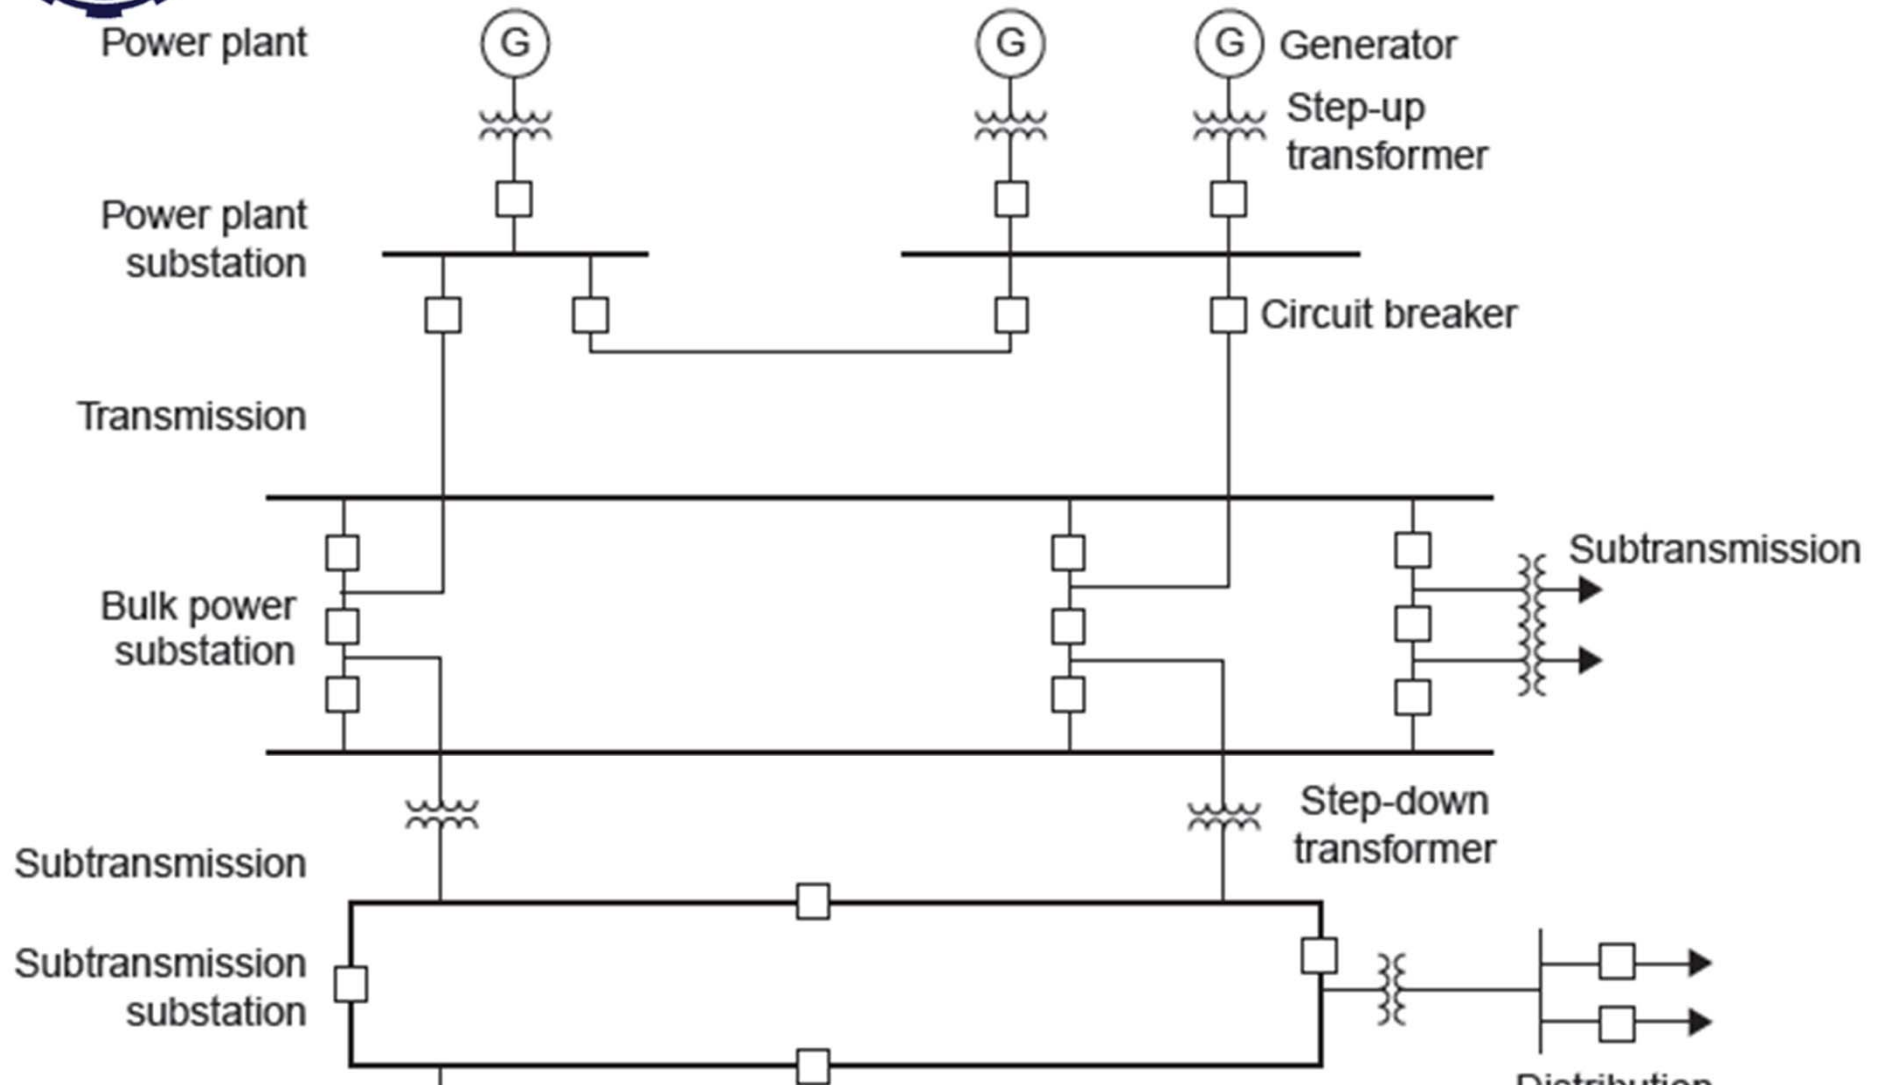 Power plant
G
G
G
Generator
Step-up
transformer
Power plant
substation
Circuit breaker
Transmission
Subtransmission
Bulk power
substation
Step-down
transformer
Subtransmission
Subtransmission
substation
Distribution